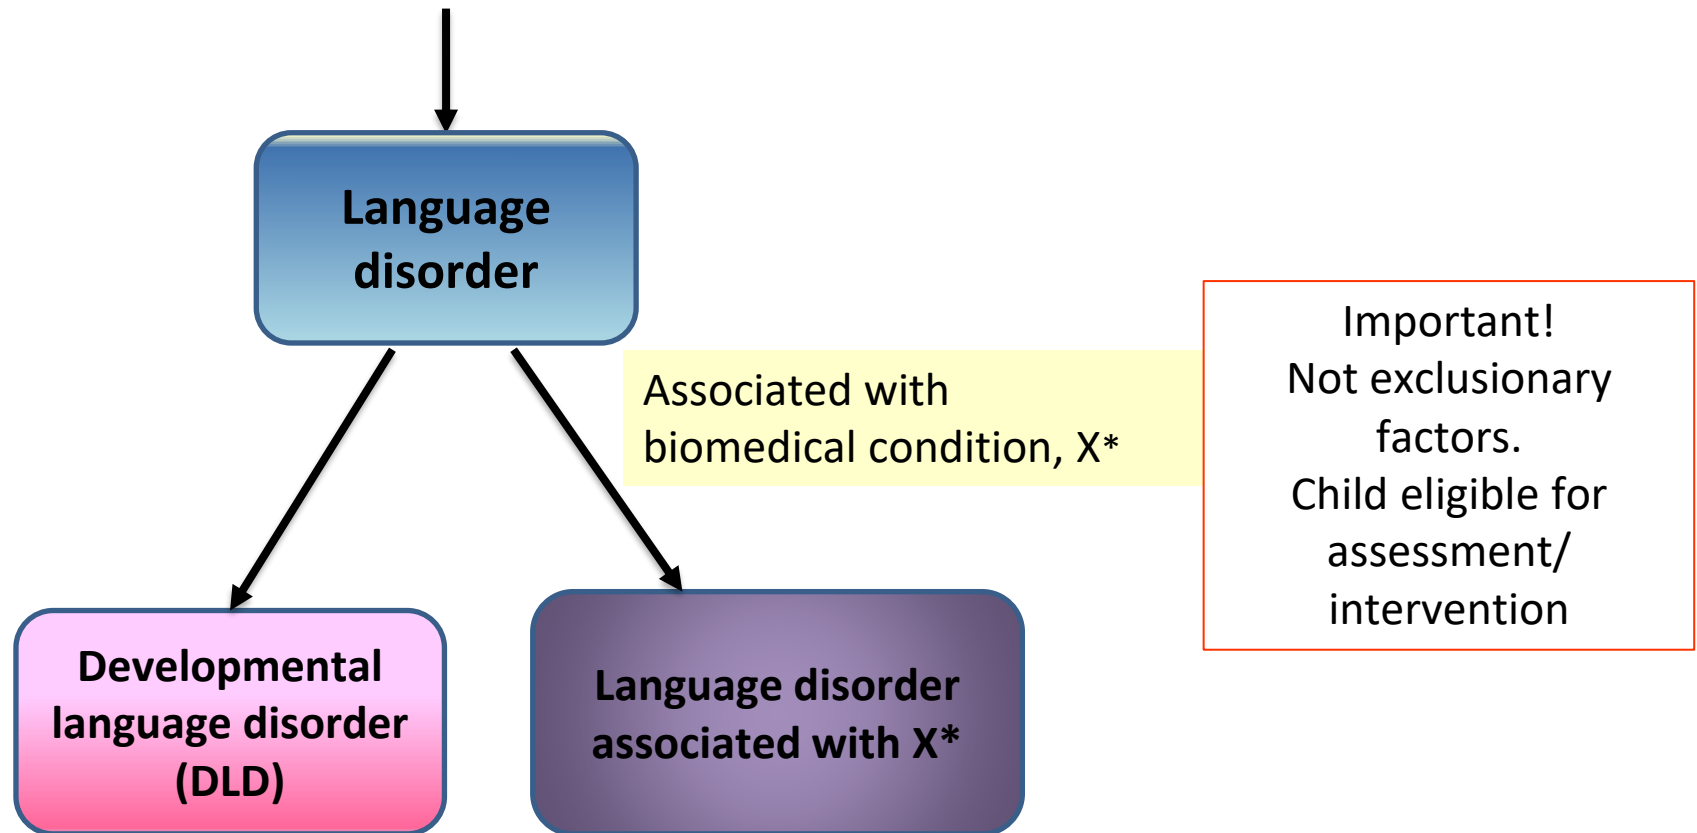 Language
disorder
Associated with
biomedical condition, X*
Important!
Not exclusionary
factors.
Child eligible for
assessment/
intervention
Developmental
language disorder
(DLD)
Language disorder
associated with X*